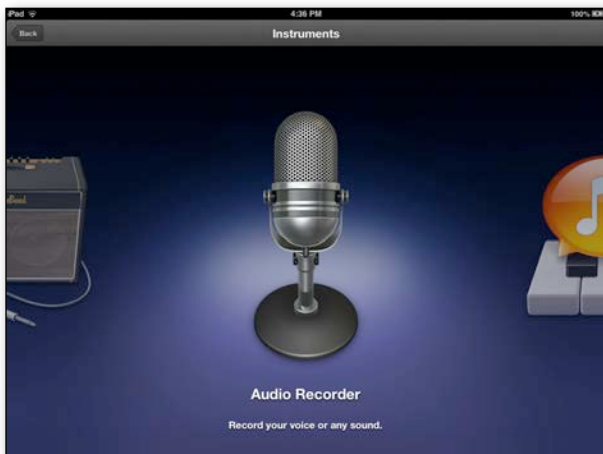 iPad 4:36 PM 100%
Back Instruments
Audio Recorder
Record your voice or any sound.